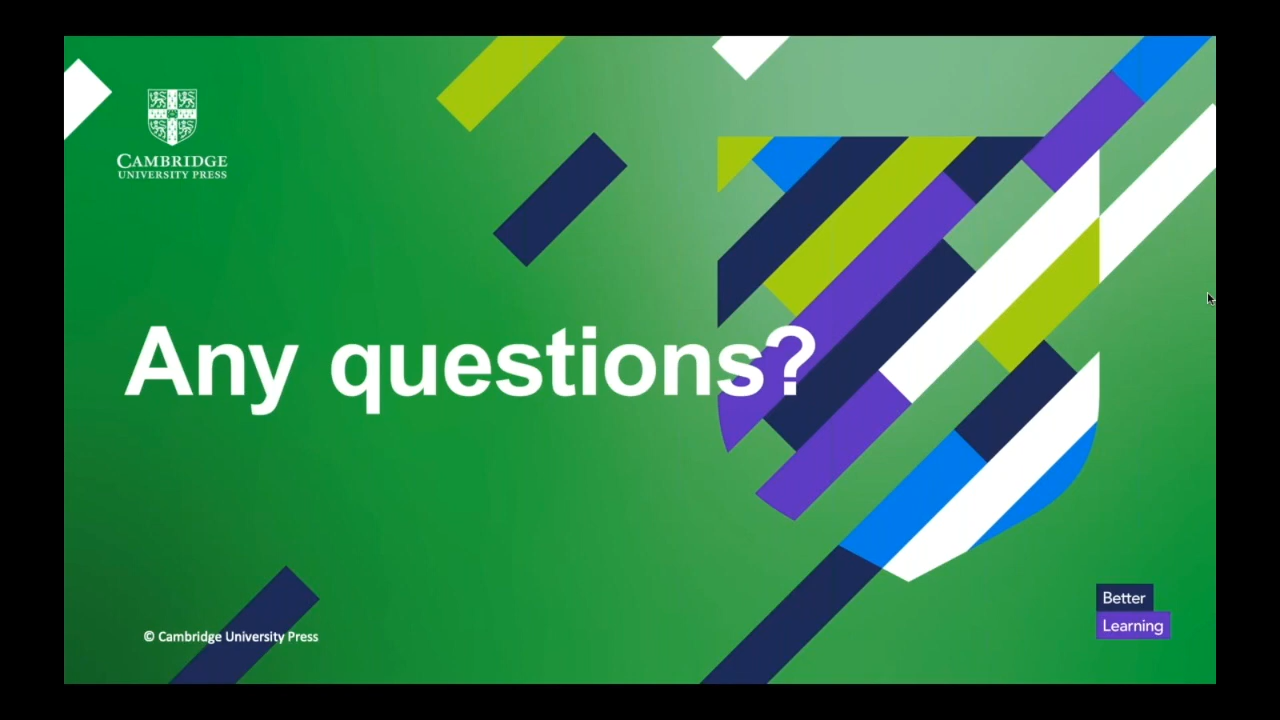 CAMBRIDGE
UNIVERSITY PRESS
Any questions?
© Cambridge University Press
Better
Learning